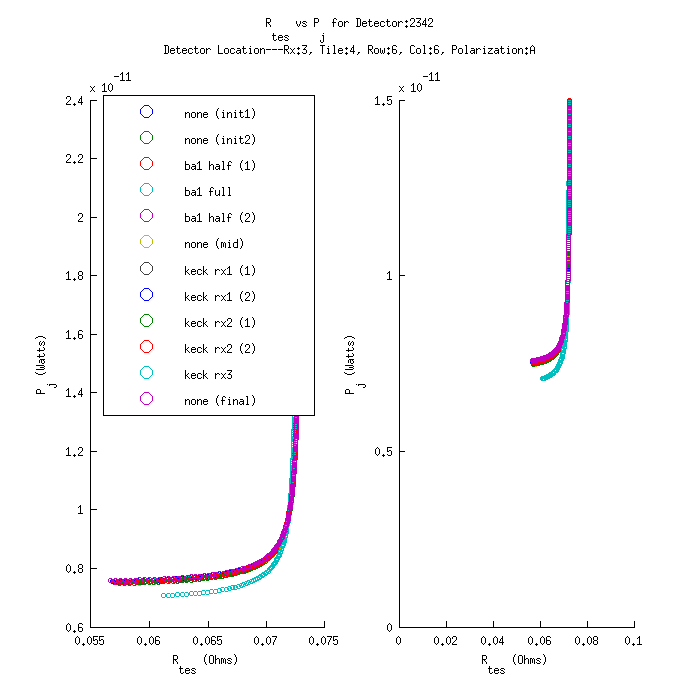 R    vs P  for Detector:2342
tes    j
Detector Location---Rx:3, Tile:4, Row:6, Col:6, Polarization:A
x 10^-11
x 10^-11
2.4
2.2
2
1.8
1.6
1.4
1.2
1
0.8
0.6
P_j (Watts)
none (init1)
none (init2)
ba1 half (1)
ba1 full
ba1 half (2)
none (mid)
keck rx1 (1)
keck rx1 (2)
keck rx2 (1)
keck rx2 (2)
keck rx3
none (final)
0.055 0.06 0.065 0.07 0.075
R_tes (Ohms)
1.5
1
0.5
0
P_j (Watts)
0 0.02 0.04 0.06 0.08 0.1
R_tes (Ohms)